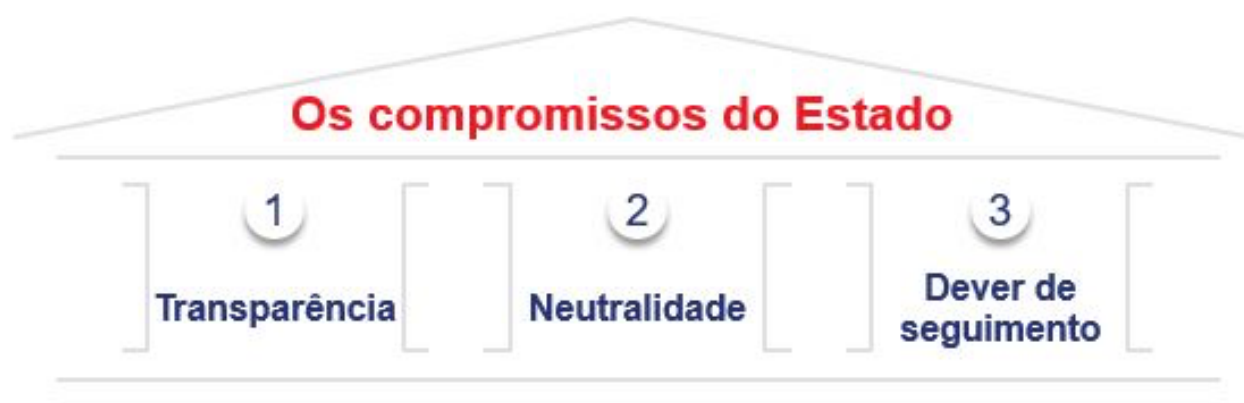 Os compromissos do Estado
1
Transparência
2
Neutralidade
3
Dever de
seguimento